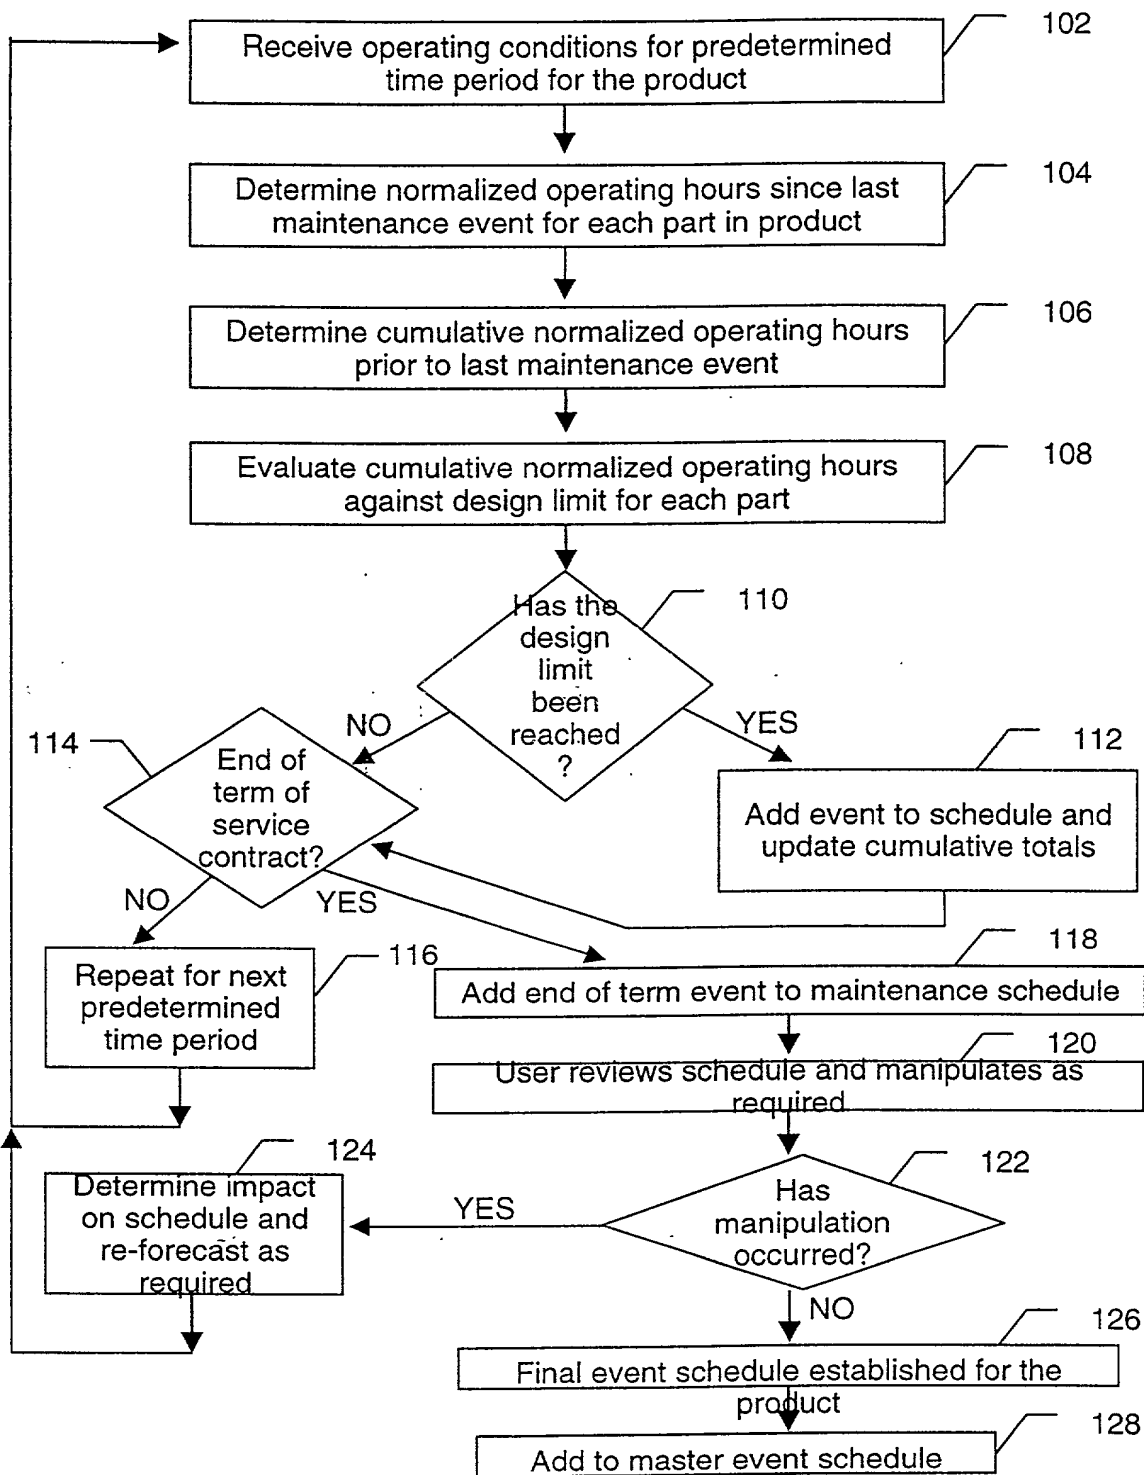 102
Receive operating conditions for predetermined
time period for the product
104
Determine normalized operating hours since last
maintenance event for each part in product
106
Determine cumulative normalized operating hours
prior to last maintenance event
108
Evaluate cumulative normalized operating hours
against design limit for each part
110
Has the
design
limit
been
reached
?
NO
YES
114
End of
term of
service
contract?
112
Add event to schedule and
update cumulative totals
NO
YES
116
Repeat for next
predetermined
time period
118
Add end of term event to maintenance schedule
120
User reviews schedule and manipulates as
required
124
Determine impact
on schedule and
re-forecast as
required
YES
122
Has
manipulation
occurred?
NO
126
Final event schedule established for the
product
128
Add to master event schedule